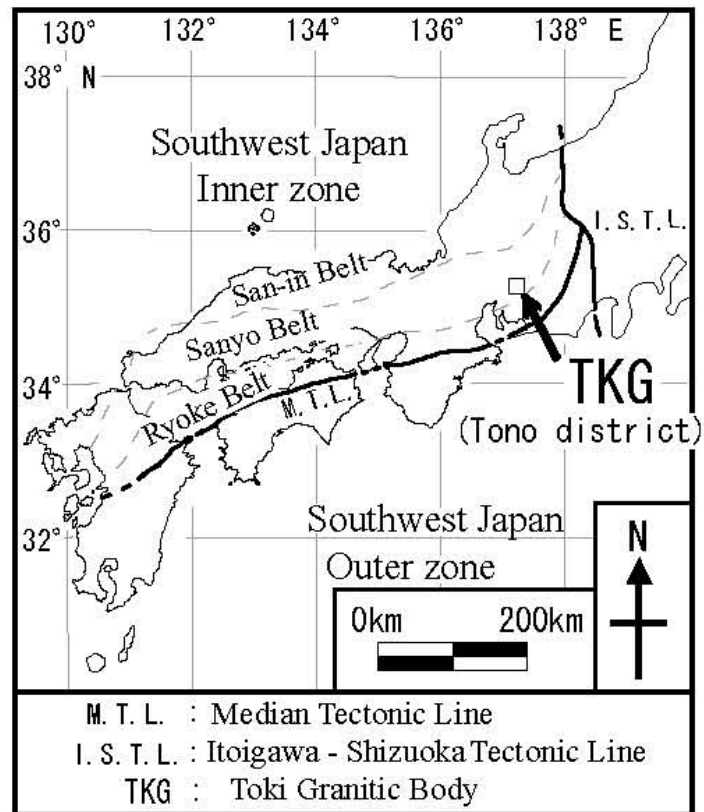 130° 132° 134° 136° 138° E
38° N
Southwest Japan
Inner zone
36°
I.S.T.L.
San-in Belt
Sanyo Belt
34°
Ryoke Belt
M.T.L.
TKG
(Tono district)
Southwest Japan
Outer zone
32°
N
0km 200km
M.T.L. : Median Tectonic Line
I.S.T.L. : Itoigawa - Shizuoka Tectonic Line
TKG : Toki Granitic Body